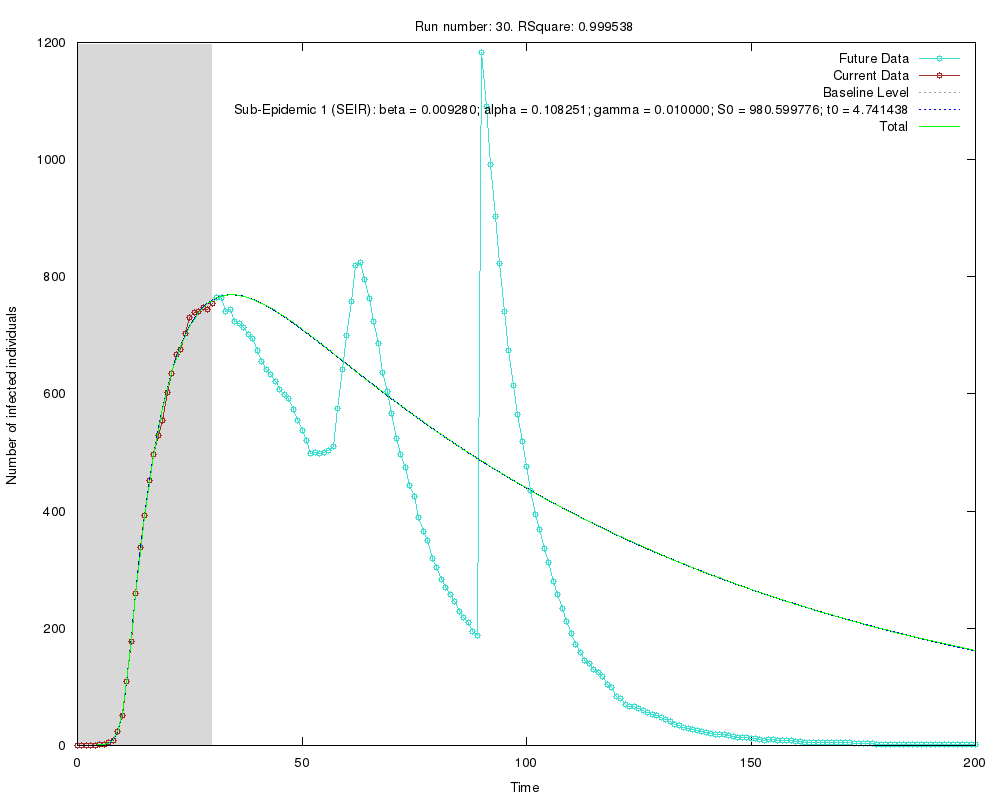 Run number: 30. RSquare: 0.999538
1200
1000
800
600
400
200
0
Number of infected individuals
Future Data
Current Data
Baseline Level
Sub-Epidemic 1 (SEIR): beta = 0.009280; alpha = 0.108251; gamma = 0.010000; S0 = 980.599776; t0 = 4.741438
Total
0 50 100 150 200
Time